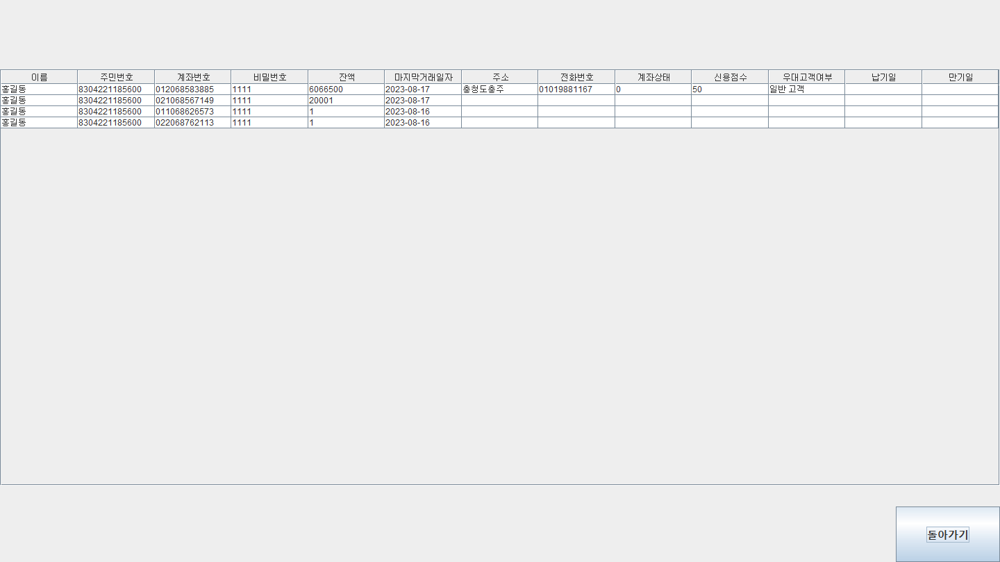 이름 주민번호 계좌번호 비밀번호 잔액 마지막거래일자 주소 전화번호 계좌상태 신용점수 우대고객여부 납기일 만기일
홍길동 8304221185600 012068583885 1111 6066500 2023-08-17 충청도충주 01019881167 0 50 일반 고객
홍길동 8304221185600 021068567149 1111 20001 2023-08-17
홍길동 8304221185600 011068626573 1111 1 2023-08-16
홍길동 8304221185600 022068762113 1111 1 2023-08-16
돌아가기